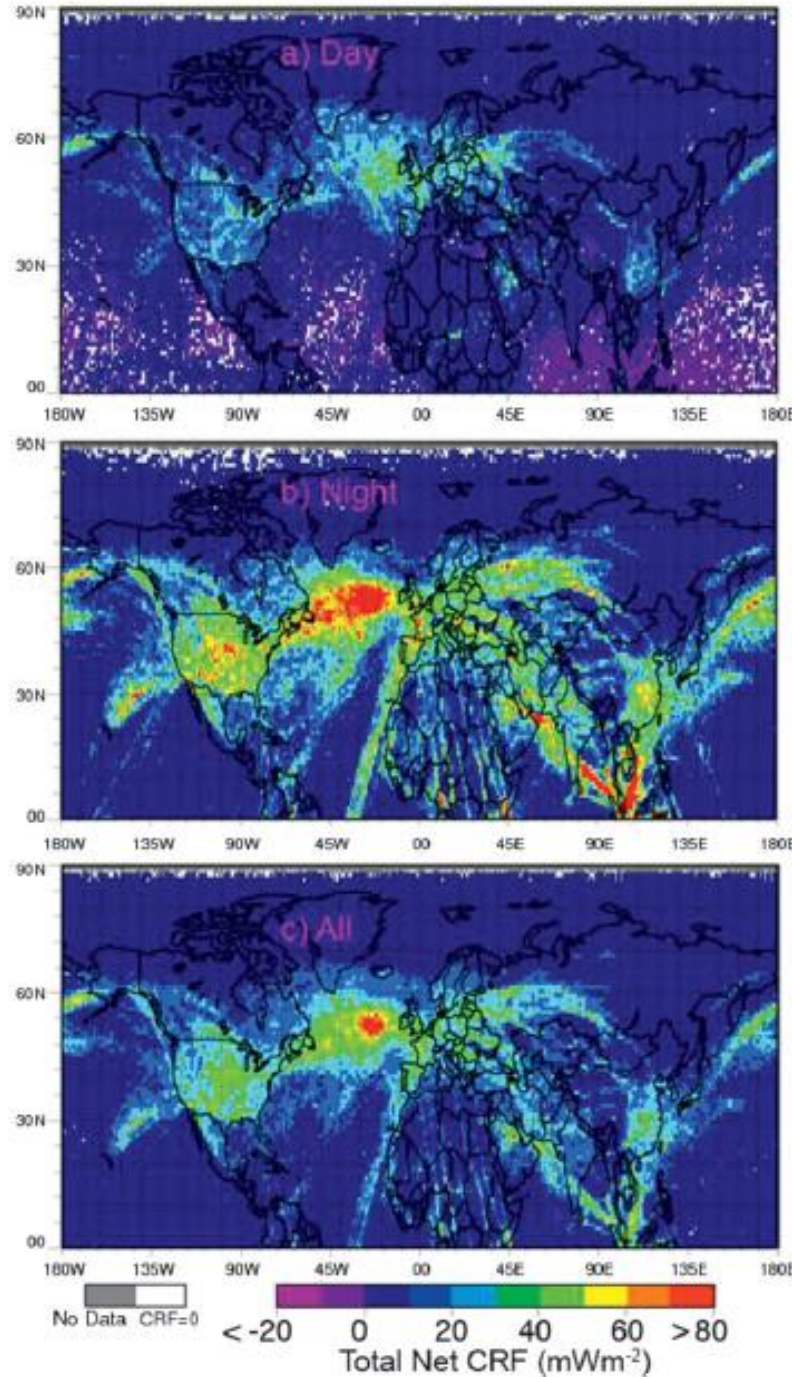 90N
a) Day
60N
30N
00
180W 135W 90W 45W 00 45E 90E 135E 180E
90N
b) Night
60N
30N
00
180W 135W 90W 45W 00 45E 90E 135E 180E
90N
c) All
60N
30N
00
180W 135W 90W 45W 00 45E 90E 135E 180E
No Data CRF=0
< -20 0 20 40 60 >80
Total Net CRF (mWm-2)